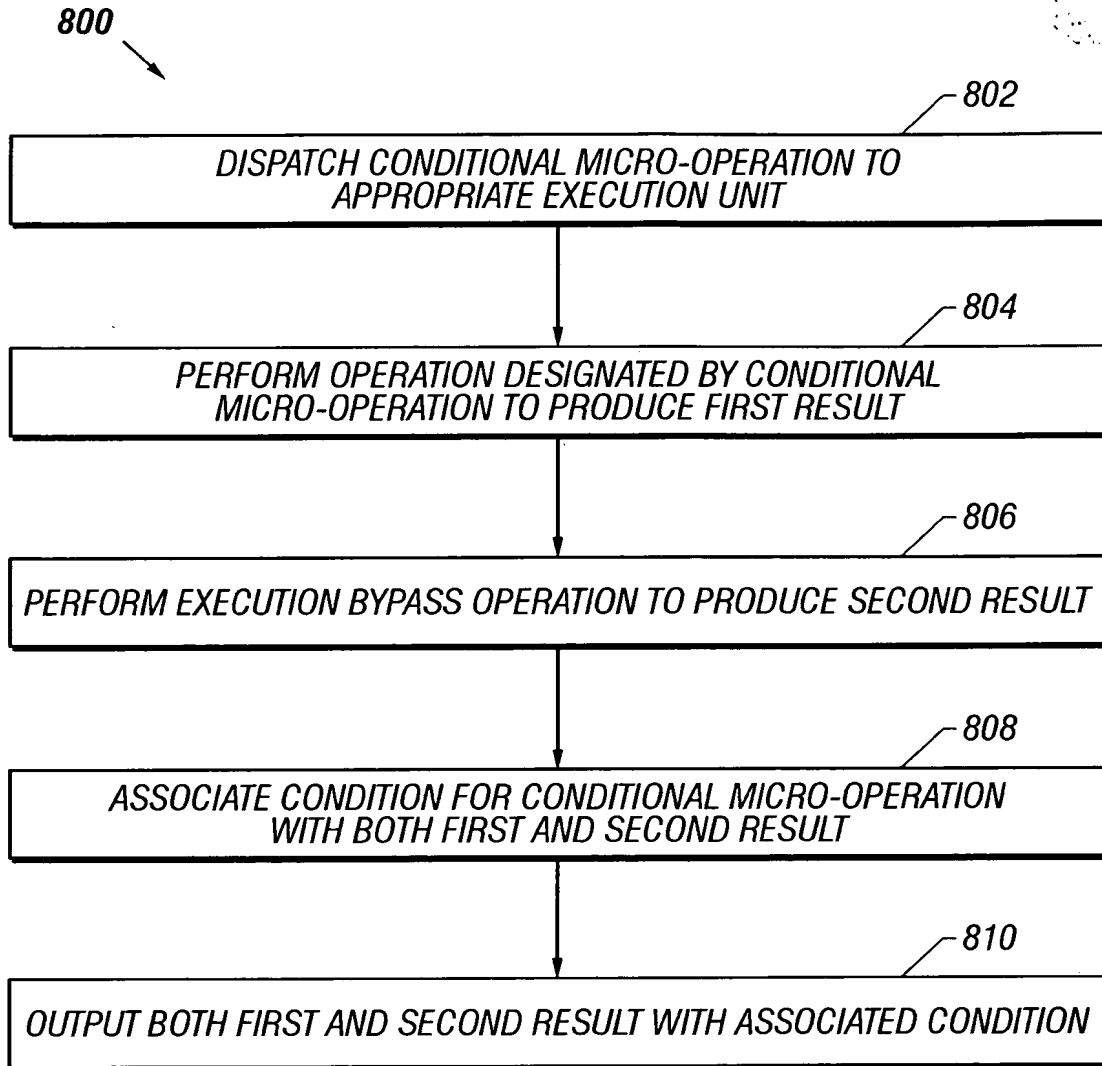 800
802
DISPATCH CONDITIONAL MICRO-OPERATION TO
APPROPRIATE EXECUTION UNIT
804
PERFORM OPERATION DESIGNATED BY CONDITIONAL
MICRO-OPERATION TO PRODUCE FIRST RESULT
806
PERFORM EXECUTION BYPASS OPERATION TO PRODUCE SECOND RESULT
808
ASSOCIATE CONDITION FOR CONDITIONAL MICRO-OPERATION
WITH BOTH FIRST AND SECOND RESULT
810
OUTPUT BOTH FIRST AND SECOND RESULT WITH ASSOCIATED CONDITION